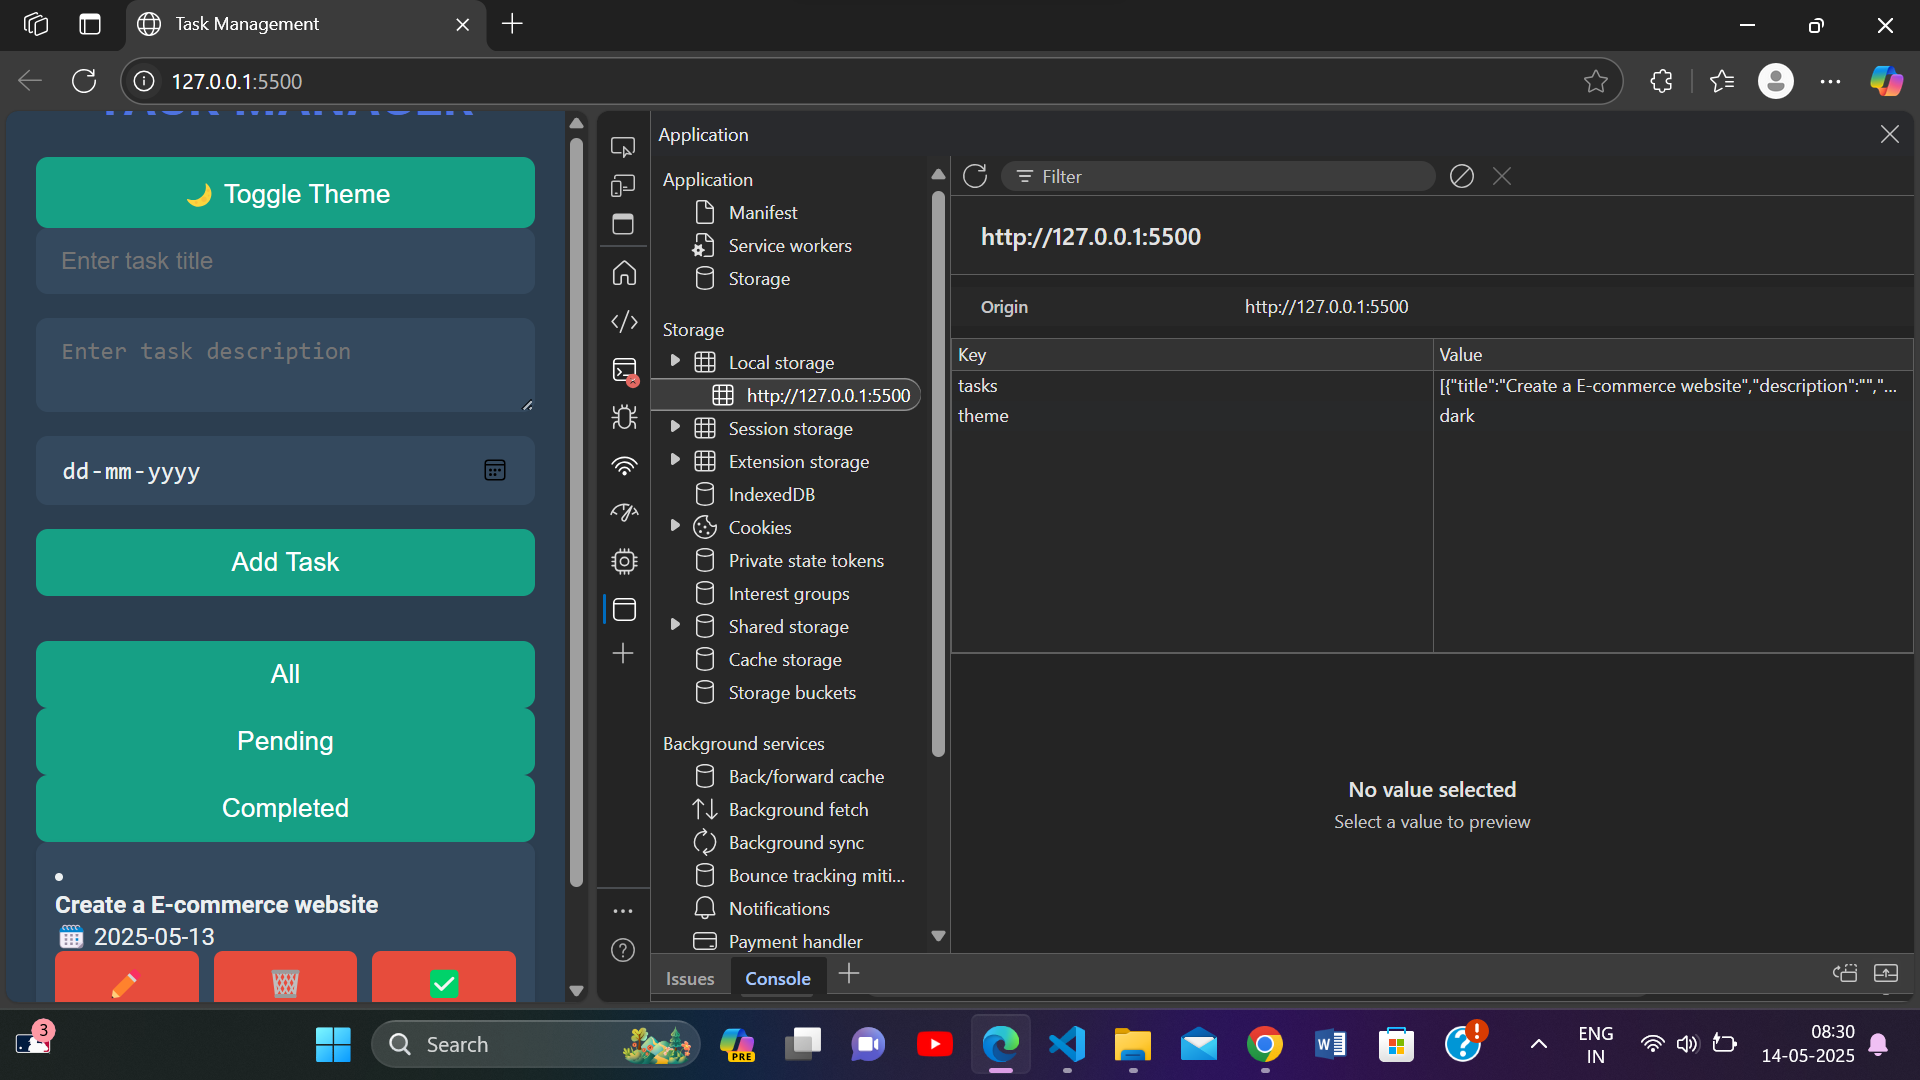 Task Management
127.0.0.1:5500
TASK MANAGER
🌙 Toggle Theme
Enter task title
Enter task description
dd-mm-yyyy
Add Task
All
Pending
Completed
Create a E-commerce website
2025-05-13
Application
Application
Manifest
Service workers
Storage
Storage
Local storage
http://127.0.0.1:5500
Session storage
Extension storage
IndexedDB
Cookies
Private state tokens
Interest groups
Shared storage
Cache storage
Storage buckets
Background services
Back/forward cache
Background fetch
Background sync
Bounce tracking miti...
Notifications
Payment handler
Filter
http://127.0.0.1:5500
Origin http://127.0.0.1:5500
Key Value
tasks [{"title":"Create a E-commerce website","description":"","...
theme dark
No value selected
Select a value to preview
Issues Console
3
Search
PRE
W
ENG
IN
08:30
14-05-2025